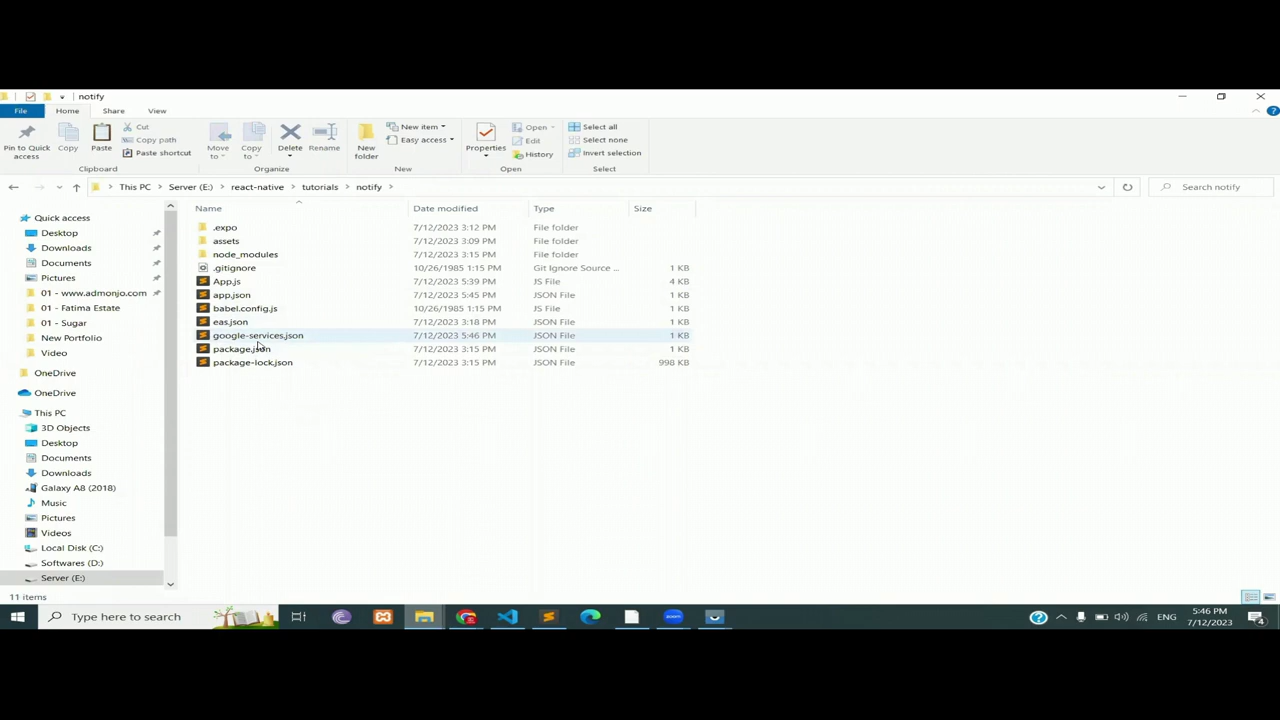 notify
File Home Share View
Pin to Quick access
Copy
Paste
Cut
Copy path
Paste shortcut
Clipboard
Move to
Copy to
Delete
Rename
Organize
New folder
New item
Easy access
New
Properties
Open
Edit
History
Open
Select all
Select none
Invert selection
Select
This PC > Server (E:) > react-native > tutorials > notify >
Search notify
Quick access
Desktop
Downloads
Documents
Pictures
01 - www.admonjo.com
01 - Fatima Estate
01 - Sugar
New Portfolio
Video
OneDrive
OneDrive
This PC
3D Objects
Desktop
Documents
Downloads
Galaxy A8 (2018)
Music
Pictures
Videos
Local Disk (C:)
Softwares (D:)
Server (E:)
Name Date modified Type Size
.expo 7/12/2023 3:12 PM File folder
assets 7/12/2023 3:09 PM File folder
node_modules 7/12/2023 3:15 PM File folder
.gitignore 10/26/1985 1:15 PM Git Ignore Source ... 1 KB
App.js 7/12/2023 5:39 PM JS File 4 KB
app.json 7/12/2023 5:45 PM JSON File 1 KB
babel.config.js 10/26/1985 1:15 PM JS File 1 KB
eas.json 7/12/2023 3:18 PM JSON File 1 KB
google-services.json 7/12/2023 5:46 PM JSON File 1 KB
package.json 7/12/2023 3:15 PM JSON File 1 KB
package-lock.json 7/12/2023 3:15 PM JSON File 998 KB
11 items
Type here to search
zoom
ENG
5:46 PM
7/12/2023
4